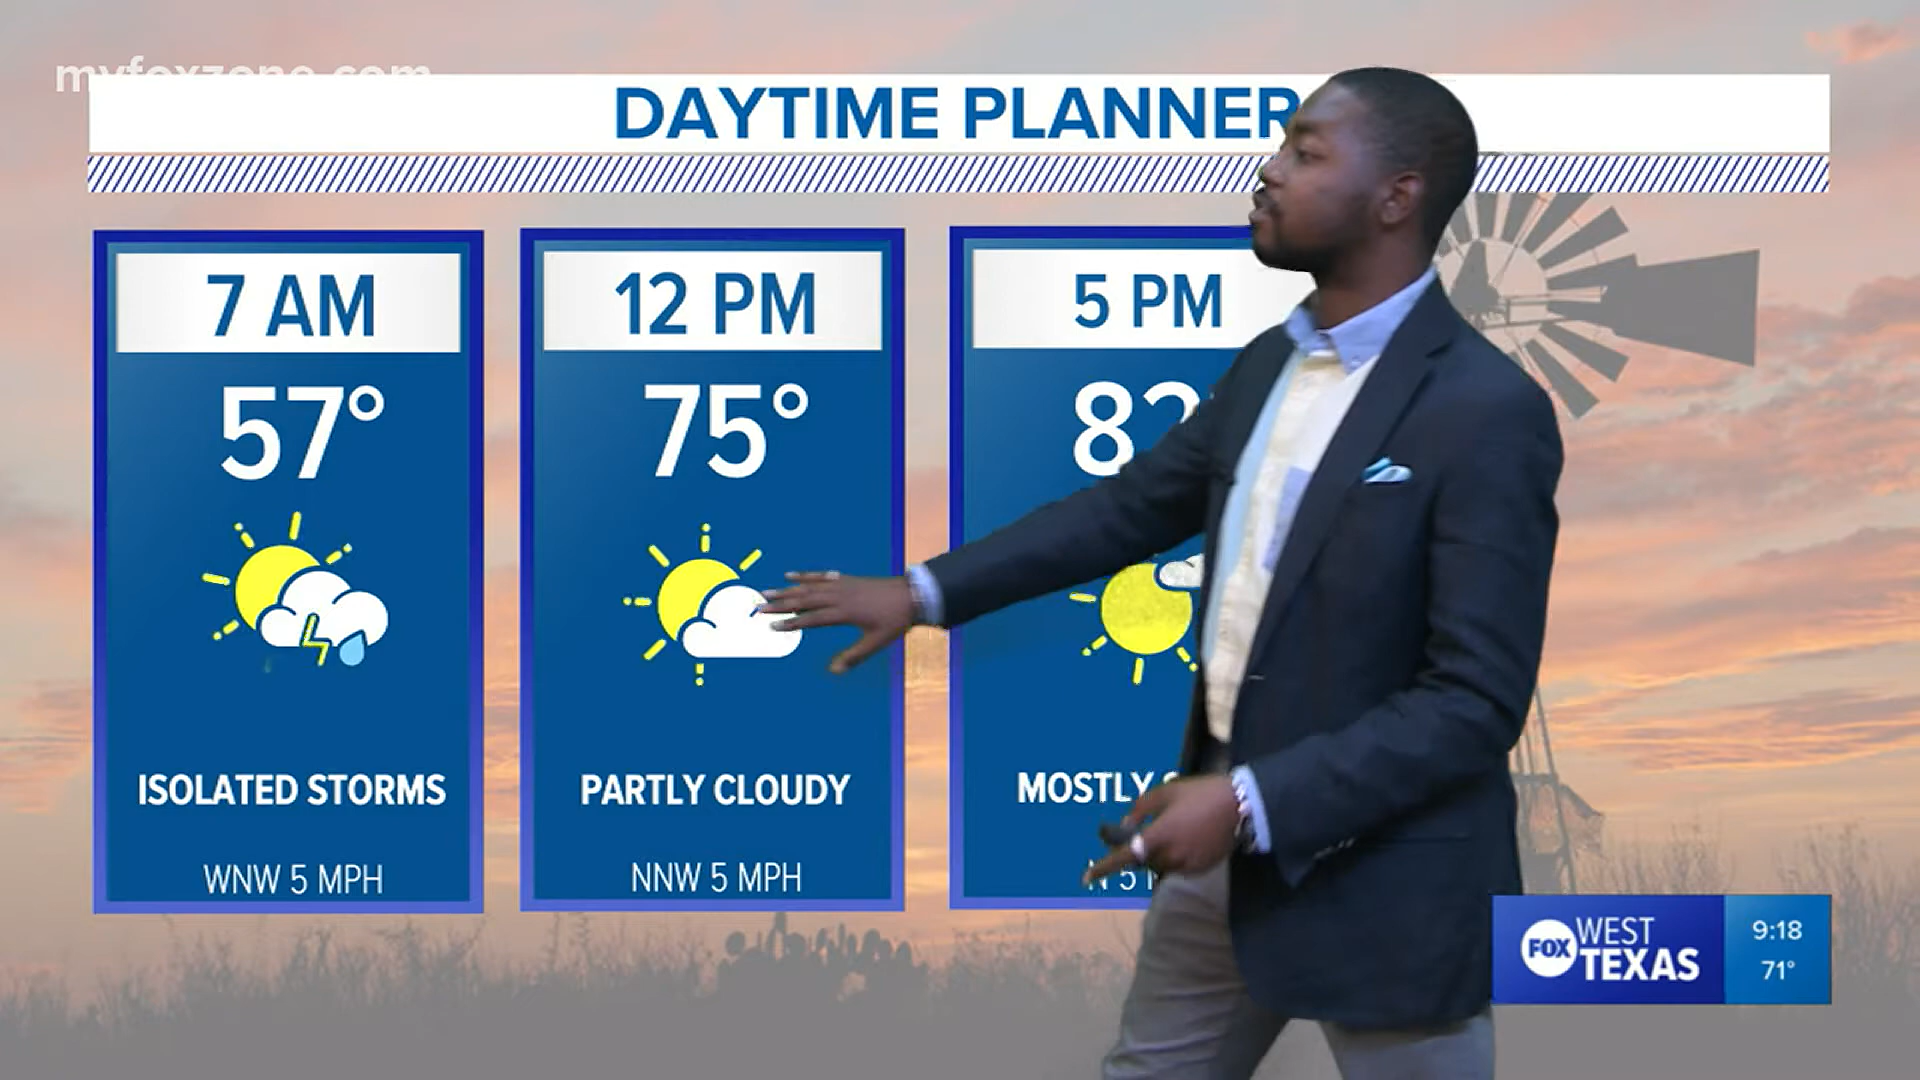 myfoxzone.com
DAYTIME PLANNER
7 AM
57°
ISOLATED STORMS
WNW 5 MPH
12 PM
75°
PARTLY CLOUDY
NNW 5 MPH
5 PM
MOSTLY
N 5
FOX WEST TEXAS
9:18
71°